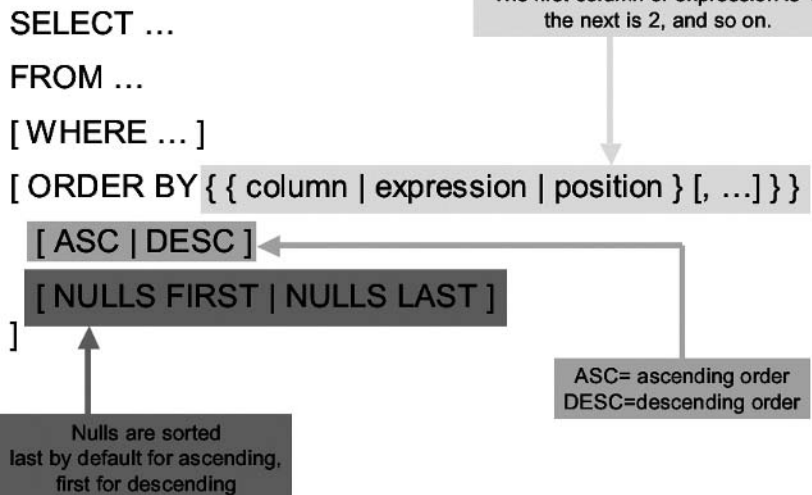 the next is 2, and so on.
SELECT ...
FROM ...
[ WHERE ... ]
[ ORDER BY { { column | expression | position } [, ...] } }
[ ASC | DESC ]
[ NULLS FIRST | NULLS LAST ]
]
ASC= ascending order
DESC=descending order
Nulls are sorted
last by default for ascending,
first for descending